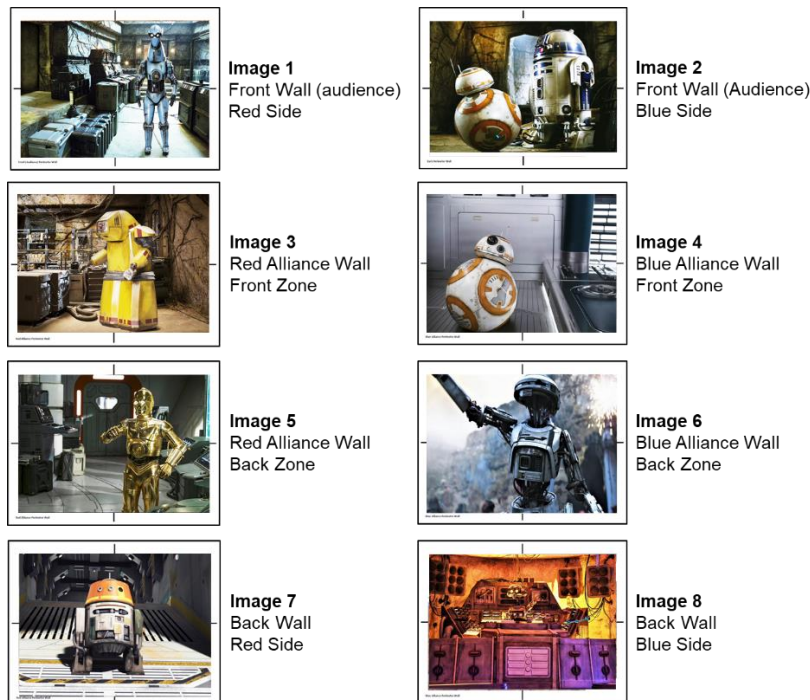 Image 1
Front Wall (audience)
Red Side
Image 2
Front Wall (Audience)
Blue Side
Image 3
Red Alliance Wall
Front Zone
Image 4
Blue Alliance Wall
Front Zone
Image 5
Red Alliance Wall
Back Zone
Image 6
Blue Alliance Wall
Back Zone
Image 7
Back Wall
Red Side
Image 8
Back Wall
Blue Side